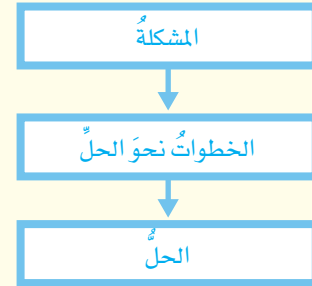 المشكلةُ
الخطواتُ نحوَ الحلِّ
الحلُّ